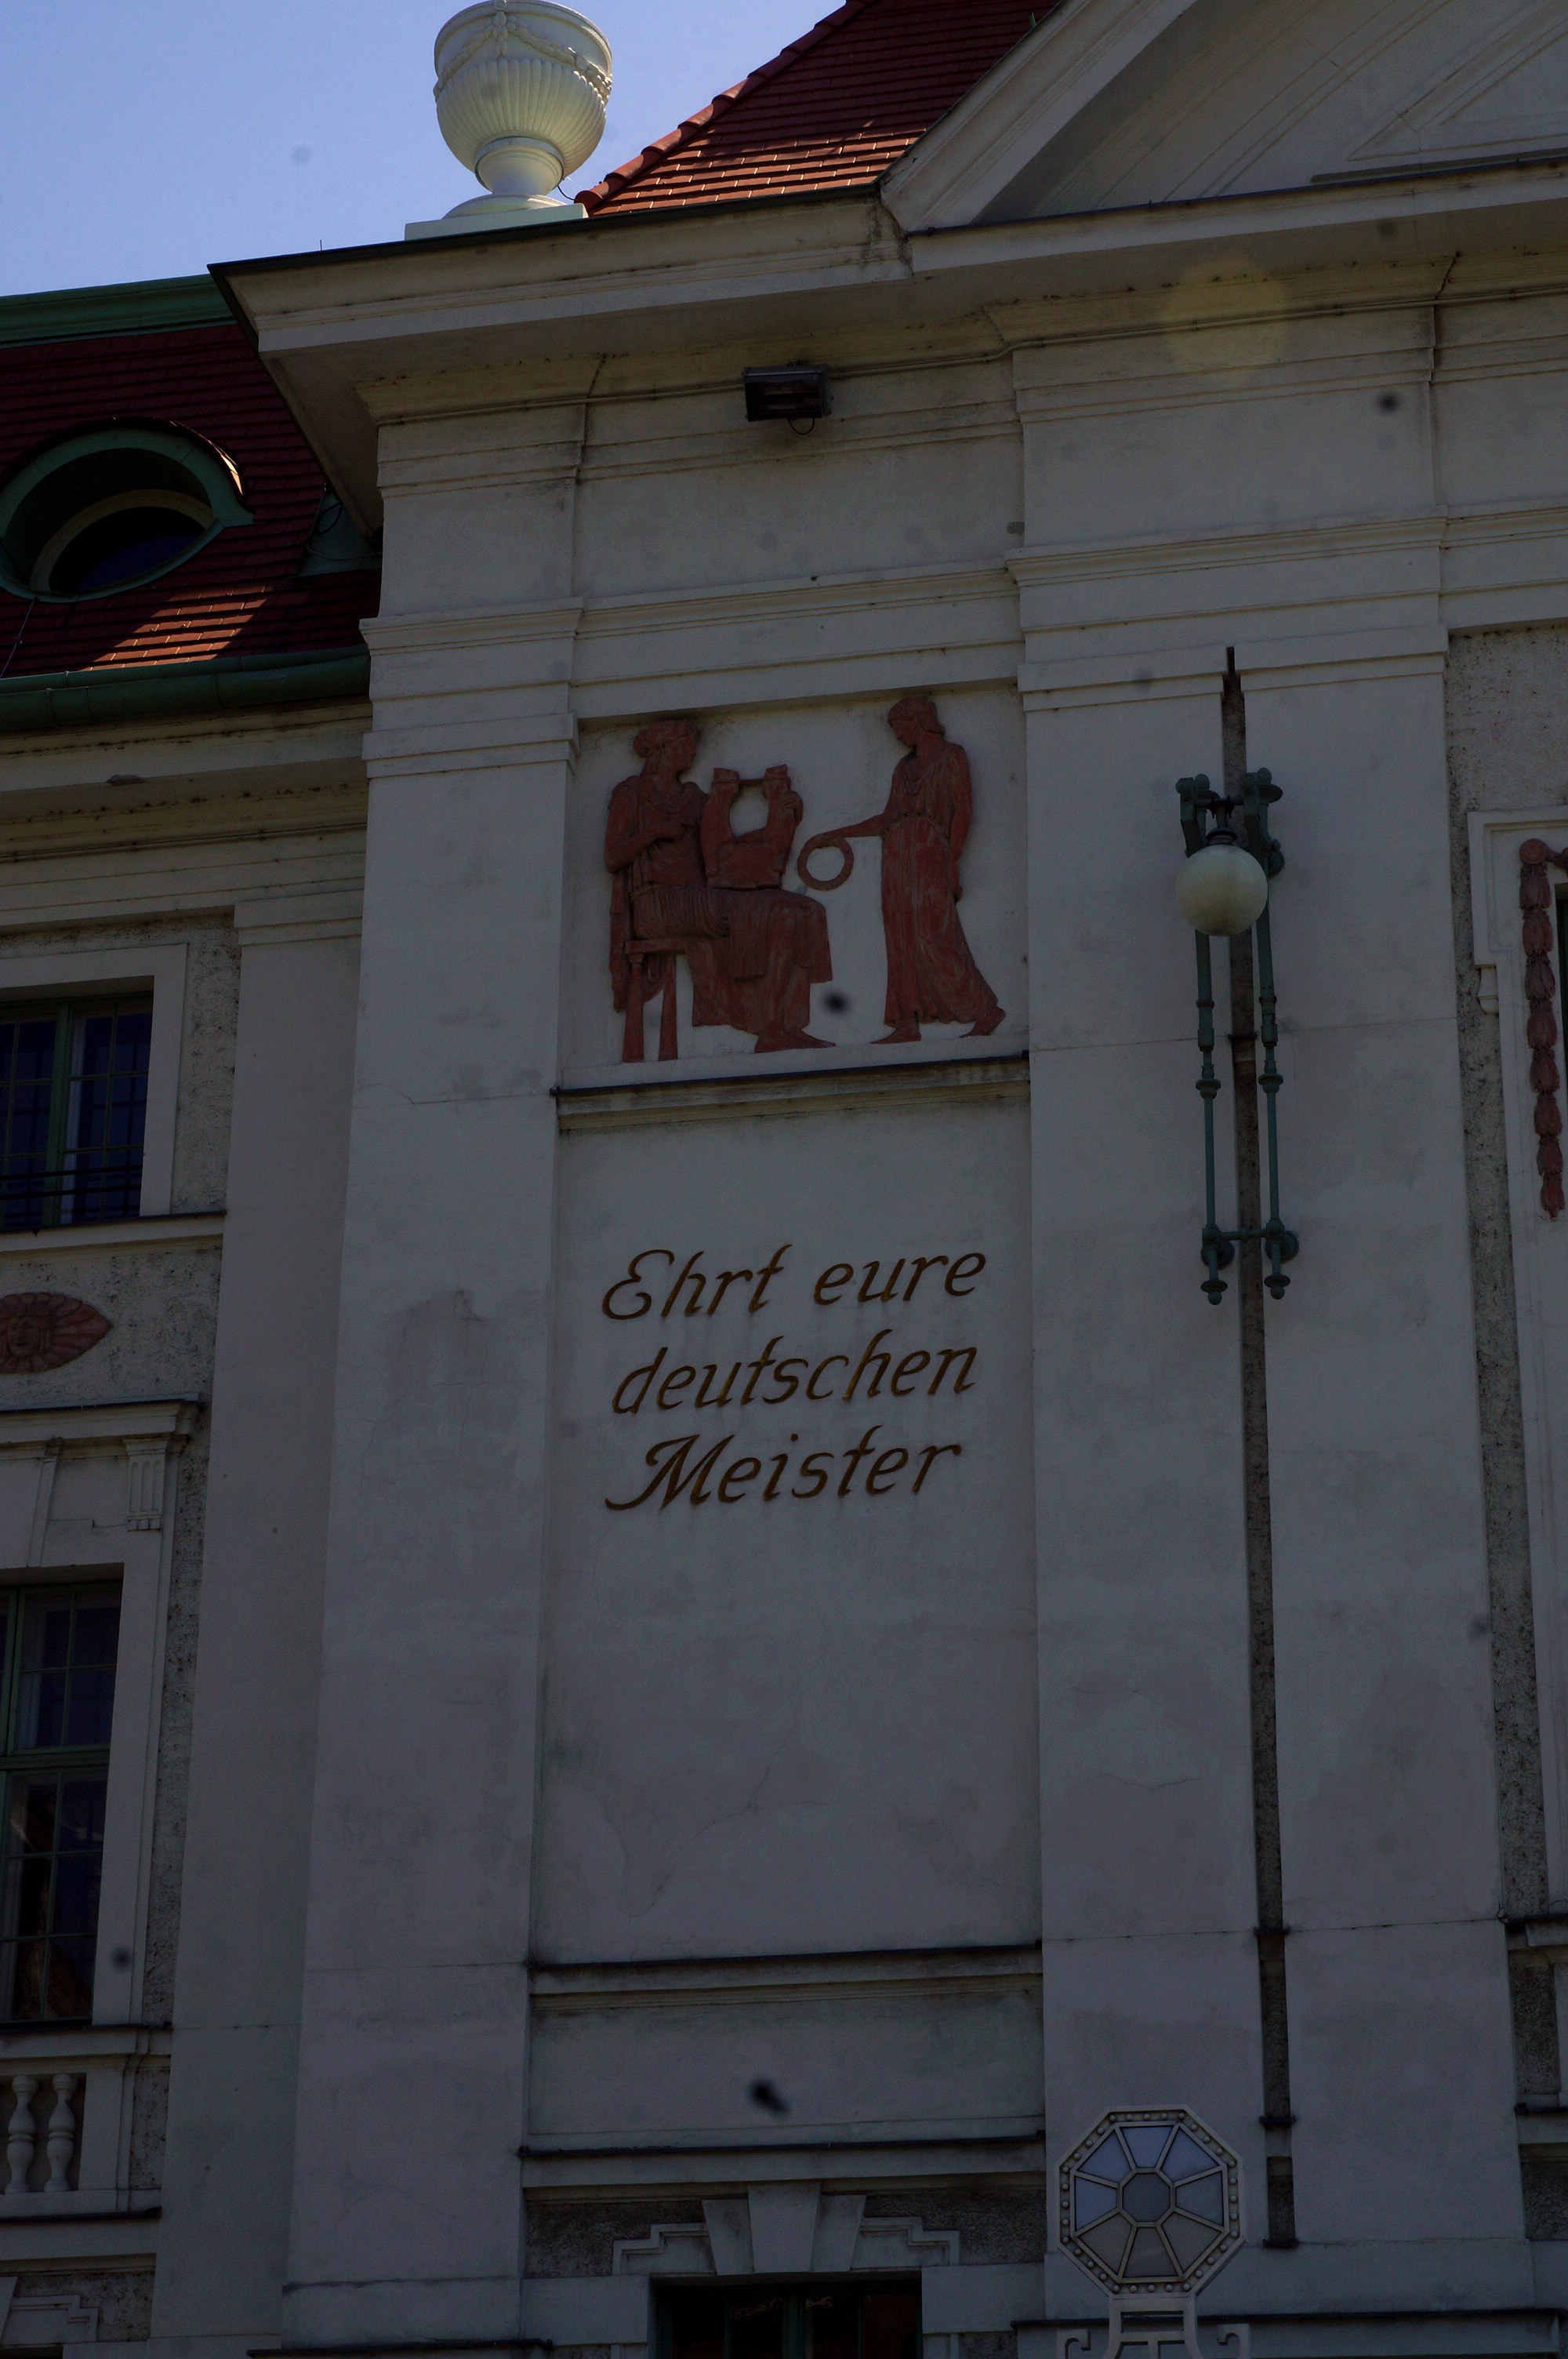 Ehrt eure
deutschen
Meister